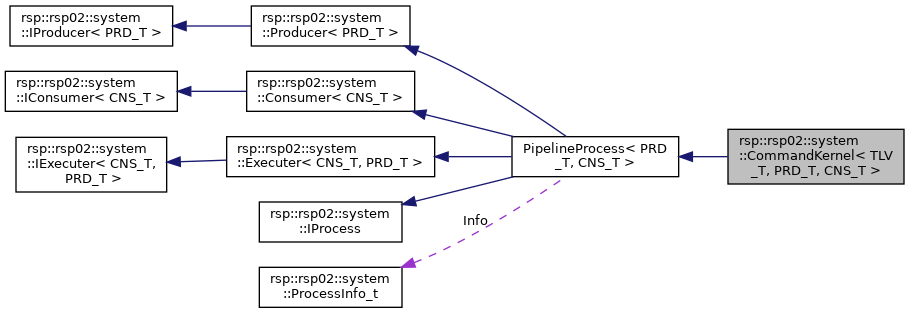 rsp::rsp02::system
::IProducer< PRD_T >
rsp::rsp02::system
::Producer< PRD_T >
rsp::rsp02::system
::IConsumer< CNS_T >
rsp::rsp02::system
::Consumer< CNS_T >
rsp::rsp02::system
::IExecuter< CNS_T,
PRD_T >
rsp::rsp02::system
::Executer< CNS_T, PRD_T >
PipelineProcess< PRD
_T, CNS_T >
rsp::rsp02::system
::CommandKernel< TLV
_T, PRD_T, CNS_T >
rsp::rsp02::system
::IProcess
Info
rsp::rsp02::system
::ProcessInfo_t